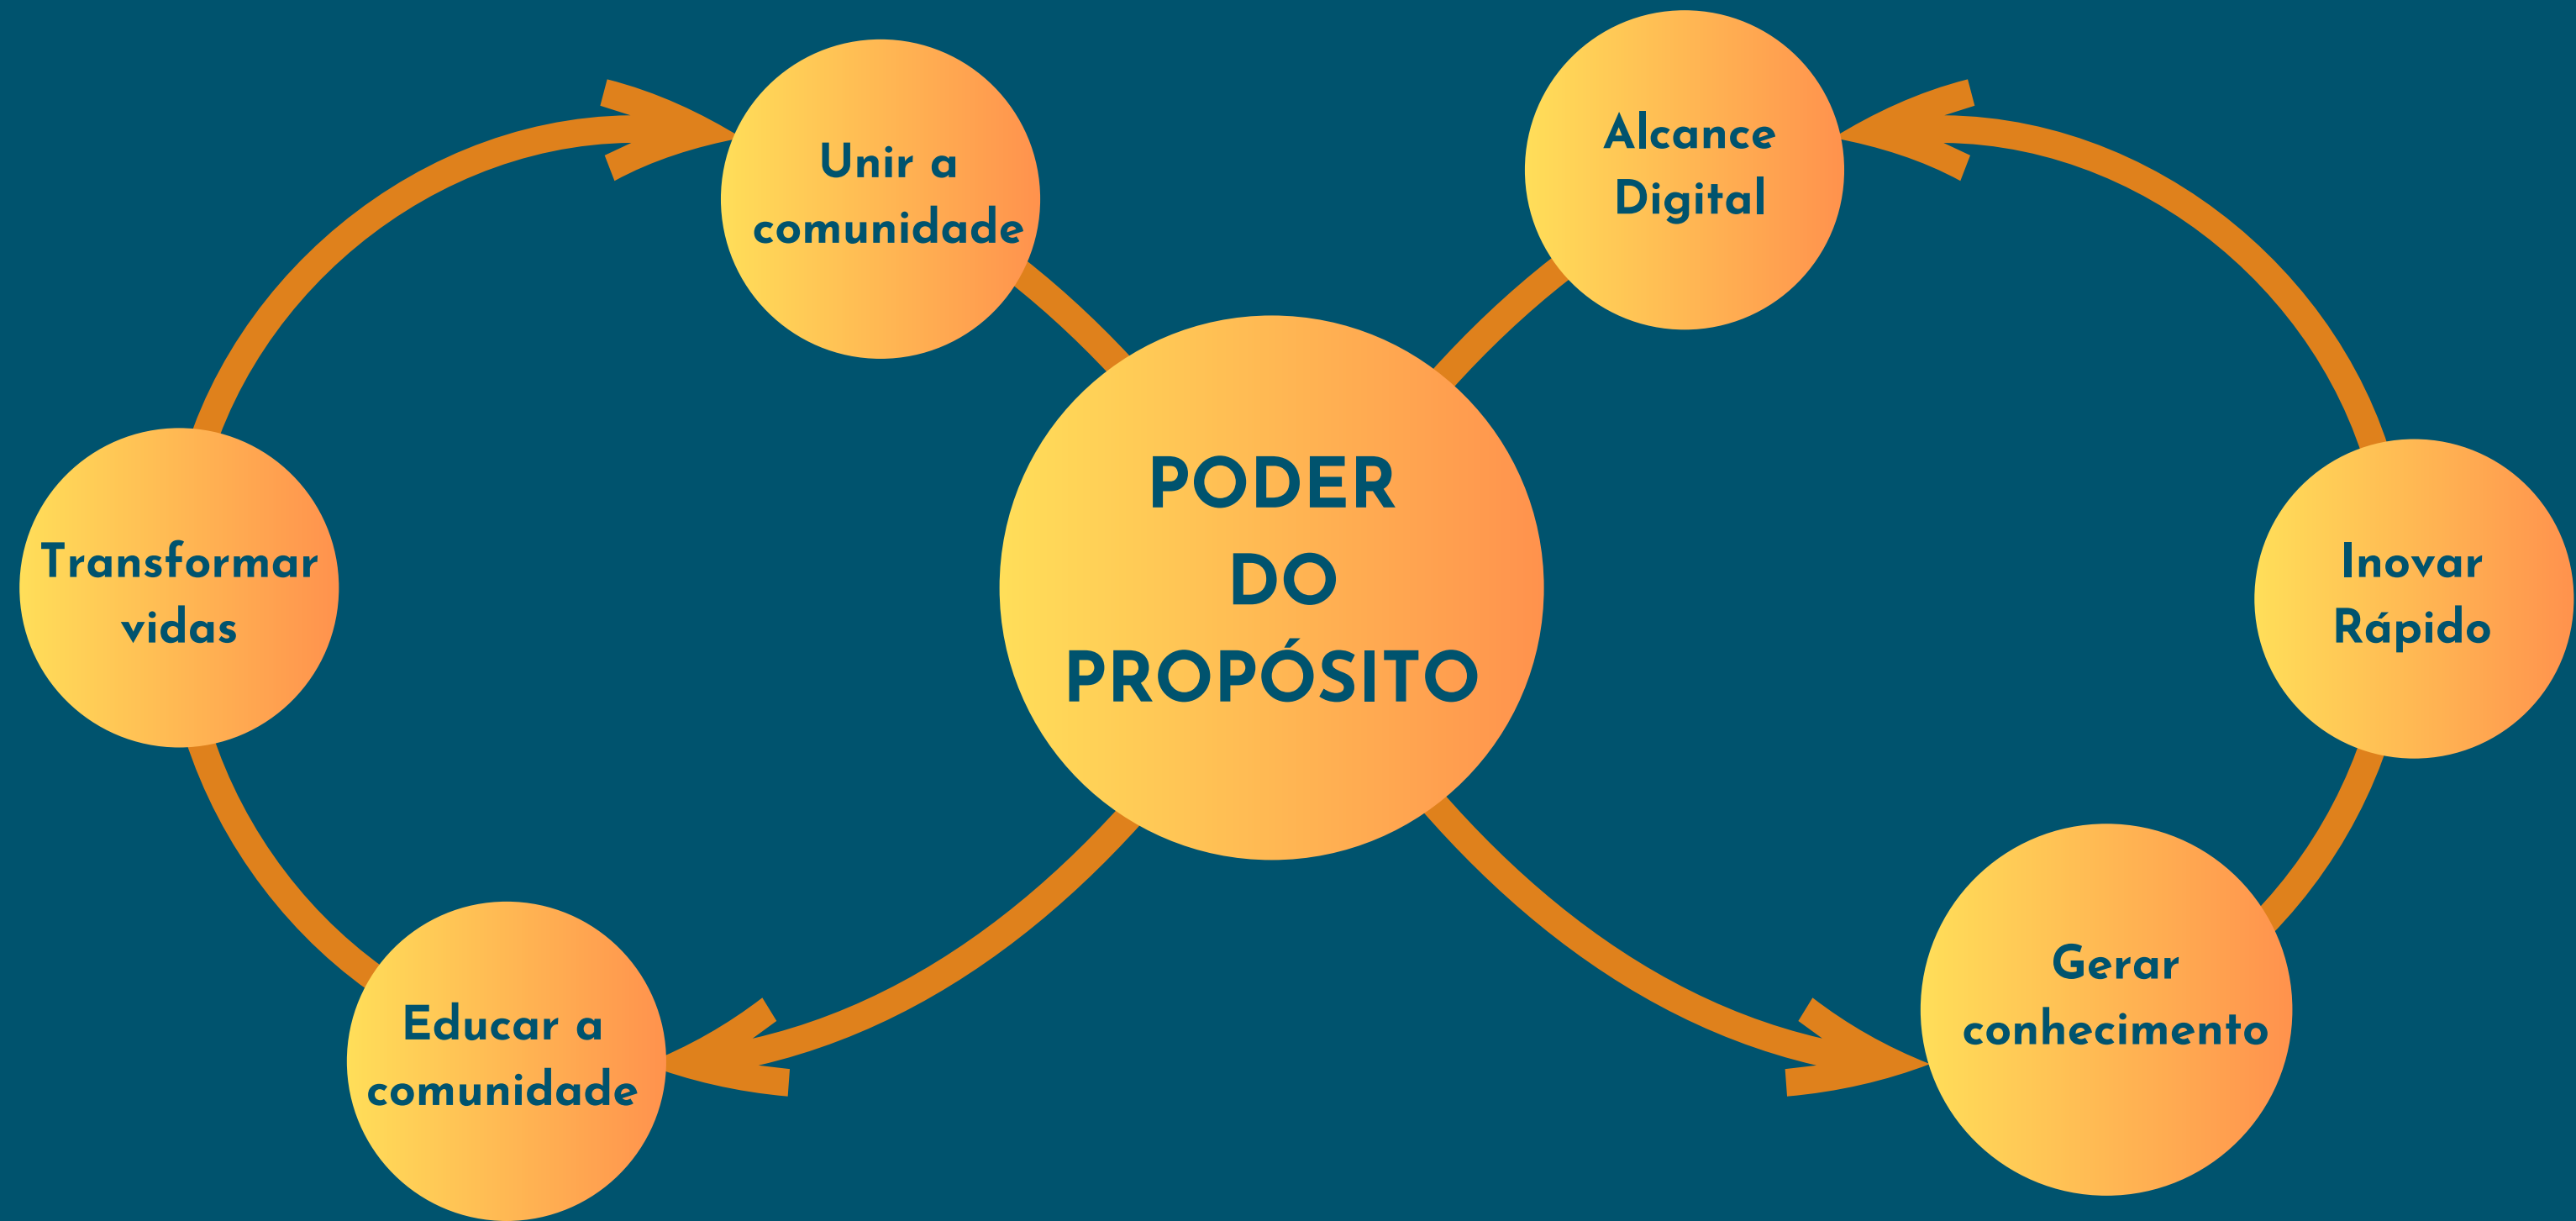 Unir a
comunidade
Alcance
Digital
PODER
DO
PROPÓSITO
Transformar
vidas
Inovar
Rápido
Educar a
comunidade
Gerar
conhecimento